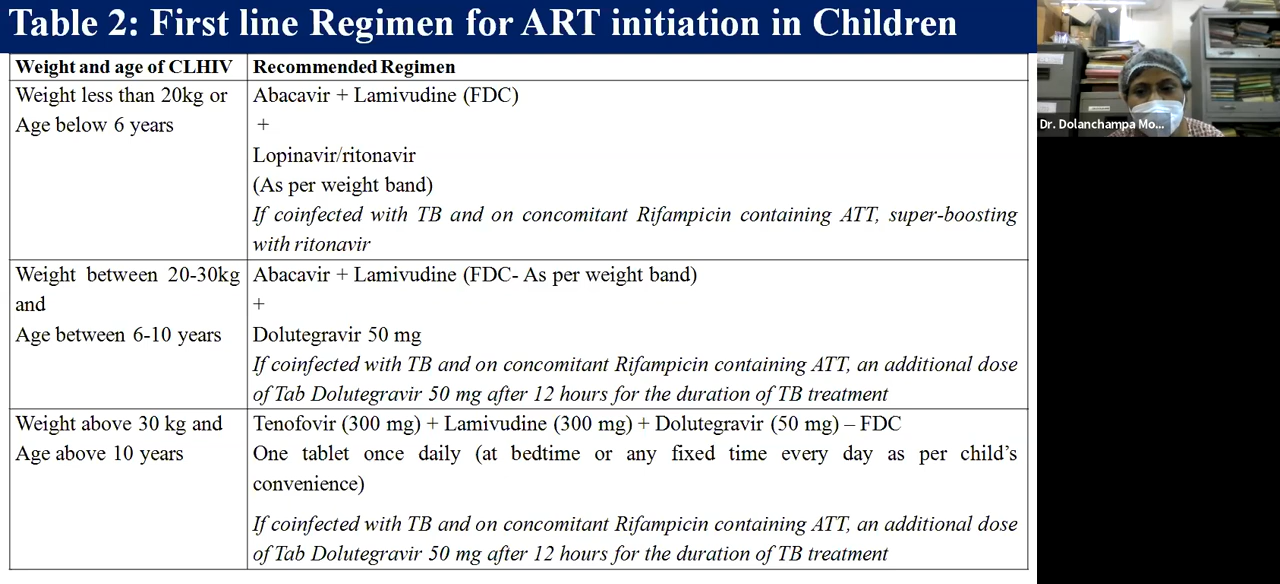 Table 2: First line Regimen for ART initiation in Children
Weight and age of CLHIV
Recommended Regimen
Weight less than 20kg or
Age below 6 years
Abacavir + Lamivudine (FDC)
+
Lopinavir/ritonavir
(As per weight band)
If coinfected with TB and on concomitant Rifampicin containing ATT, super-boosting
with ritonavir
Weight between 20-30kg
and
Age between 6-10 years
Abacavir + Lamivudine (FDC- As per weight band)
+
Dolutegravir 50 mg
If coinfected with TB and on concomitant Rifampicin containing ATT, an additional dose
of Tab Dolutegravir 50 mg after 12 hours for the duration of TB treatment
Weight above 30 kg and
Age above 10 years
Tenofovir (300 mg) + Lamivudine (300 mg) + Dolutegravir (50 mg) – FDC
One tablet once daily (at bedtime or any fixed time every day as per child's
convenience)
If coinfected with TB and on concomitant Rifampicin containing ATT, an additional dose
of Tab Dolutegravir 50 mg after 12 hours for the duration of TB treatment
Dr. Dolanchampa Mo...